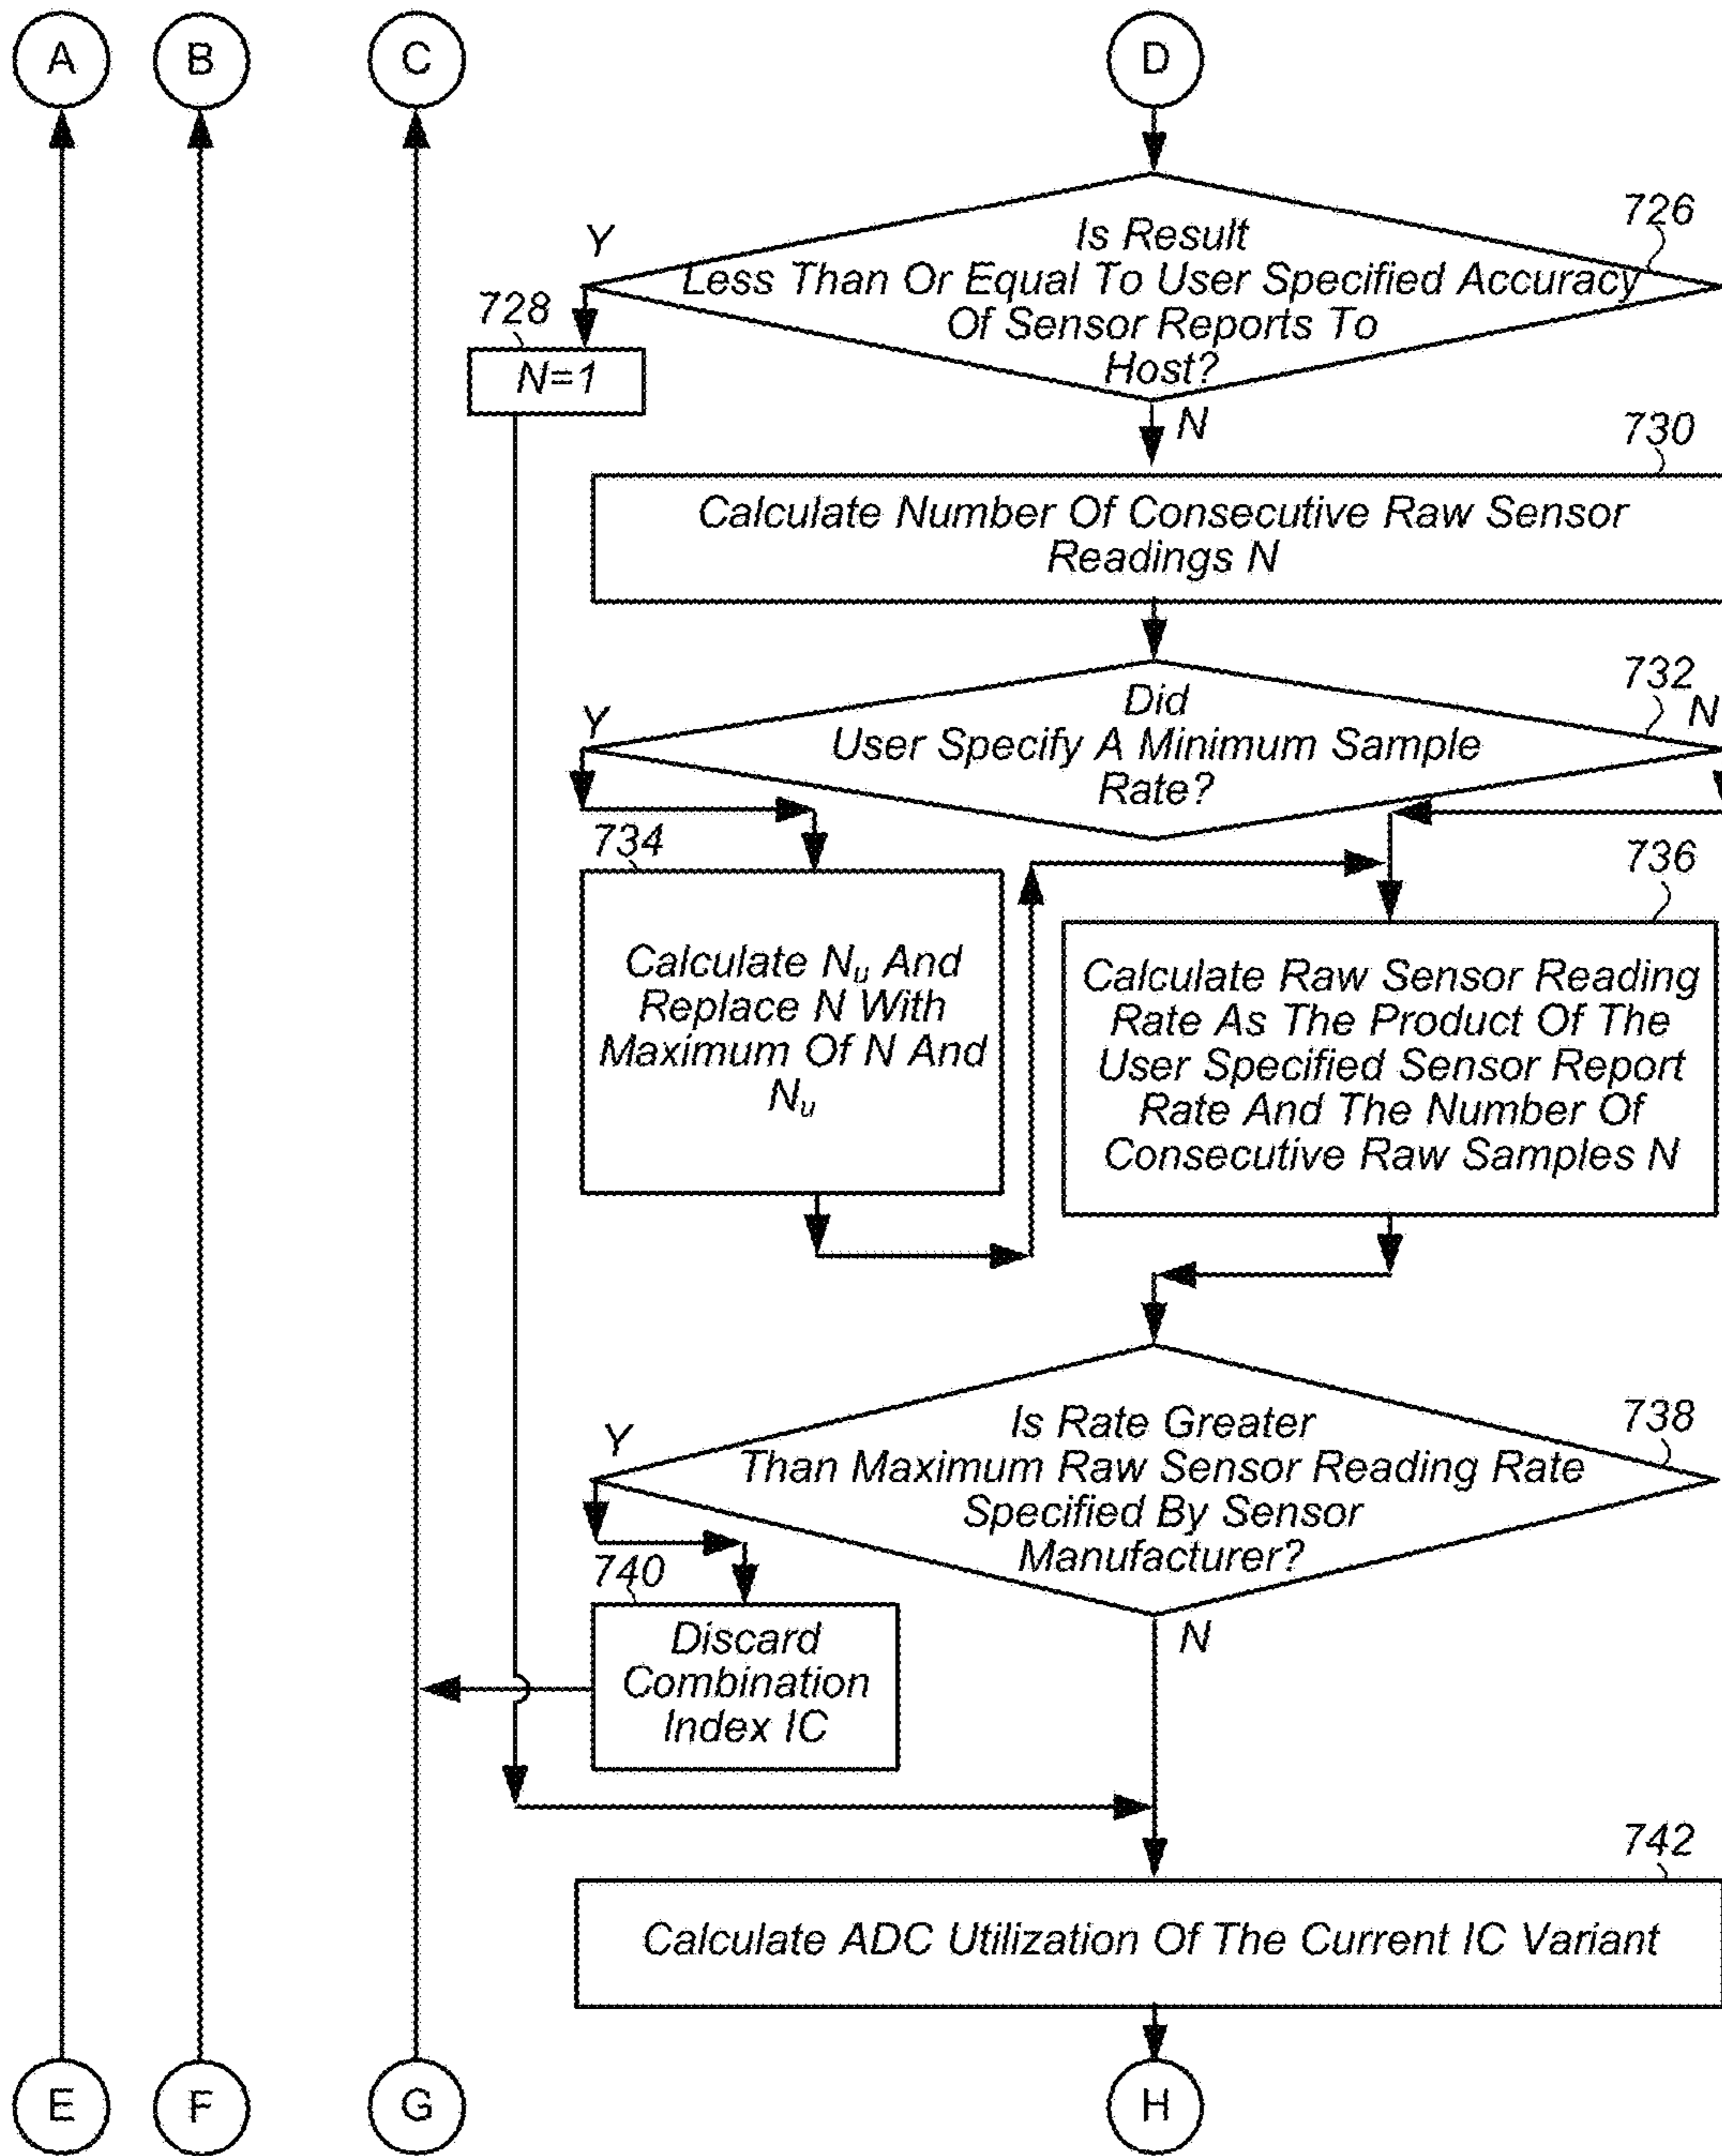 A
B
C
D
726
Y
Is Result
Less Than Or Equal To User Specified Accuracy
Of Sensor Reports To
Host?
728
N=1
N
730
Calculate Number Of Consecutive Raw Sensor
Readings N
732
Y
N
Did
User Specify A Minimum Sample
Rate?
734
736
Calculate Nu And
Replace N With
Maximum Of N And
Nu
Calculate Raw Sensor Reading
Rate As The Product Of The
User Specified Sensor Report
Rate And The Number Of
Consecutive Raw Samples N
738
Y
Is Rate Greater
Than Maximum Raw Sensor Reading Rate
Specified By Sensor
Manufacturer?
740
N
Discard
Combination
Index IC
742
Calculate ADC Utilization Of The Current IC Variant
E
F
G
H